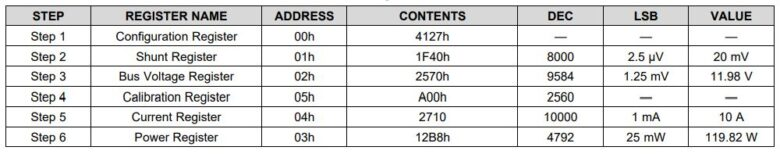 STEP REGISTER NAME ADDRESS CONTENTS DEC LSB VALUE
Step 1 Configuration Register 00h 4127h — — —
Step 2 Shunt Register 01h 1F40h 8000 2.5 µV 20 mV
Step 3 Bus Voltage Register 02h 2570h 9584 1.25 mV 11.98 V
Step 4 Calibration Register 05h A00h 2560 — —
Step 5 Current Register 04h 2710 10000 1 mA 10 A
Step 6 Power Register 03h 12B8h 4792 25 mW 119.82 W